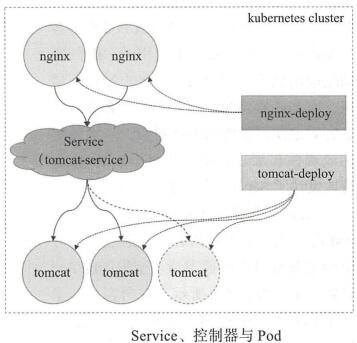 kubernetes cluster
nginx
nginx
nginx-deploy
Service
（tomcat-service）
tomcat-deploy
tomcat
tomcat
tomcat
Service、控制器与 Pod